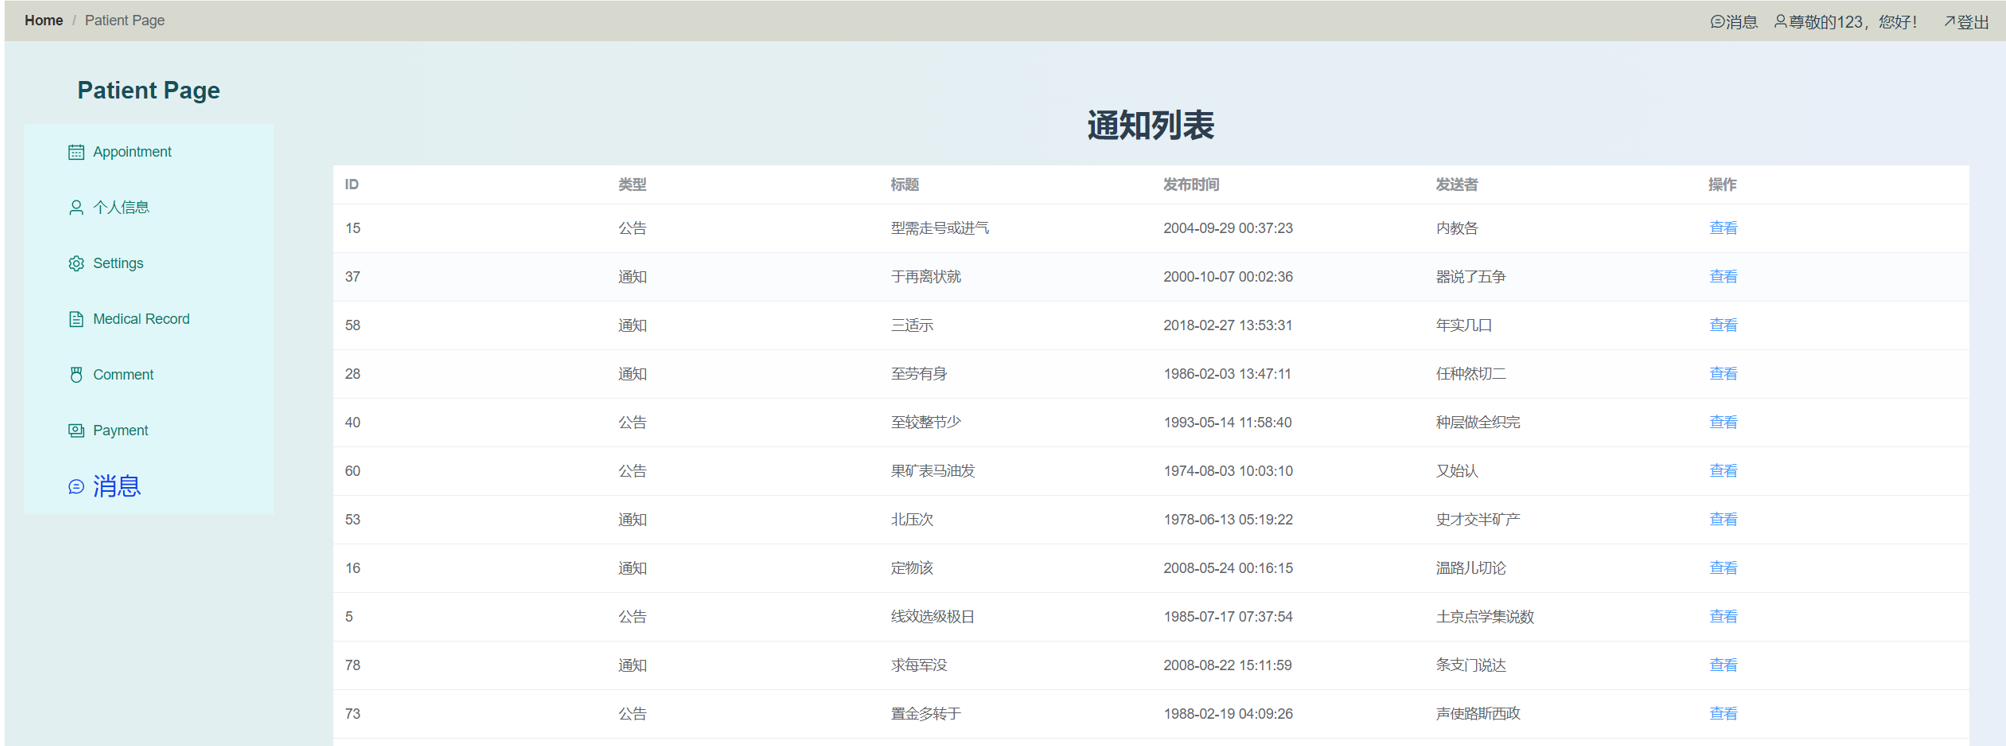 Home / Patient Page 消息 尊敬的123，您好！ 登出
Patient Page
Appointment
个人信息
Settings
Medical Record
Comment
Payment
消息
通知列表
ID 类型 标题 发布时间 发送者 操作
15 公告 型需走号或进气 2004-09-29 00:37:23 内教各 查看
37 通知 于再离状就 2000-10-07 00:02:36 器说了五争 查看
58 通知 三适示 2018-02-27 13:53:31 年实几口 查看
28 通知 至劳有身 1986-02-03 13:47:11 任种然切二 查看
40 公告 至较整节少 1993-05-14 11:58:40 种层做全织完 查看
60 公告 果矿表马油发 1974-08-03 10:03:10 又始认 查看
53 通知 北压次 1978-06-13 05:19:22 史才交半矿产 查看
16 通知 定物该 2008-05-24 00:16:15 温路儿切论 查看
5 公告 线效选级极日 1985-07-17 07:37:54 土京点学集说数 查看
78 通知 求每军没 2008-08-22 15:11:59 条支门说达 查看
73 公告 置金多转于 1988-02-19 04:09:26 声使路斯西政 查看